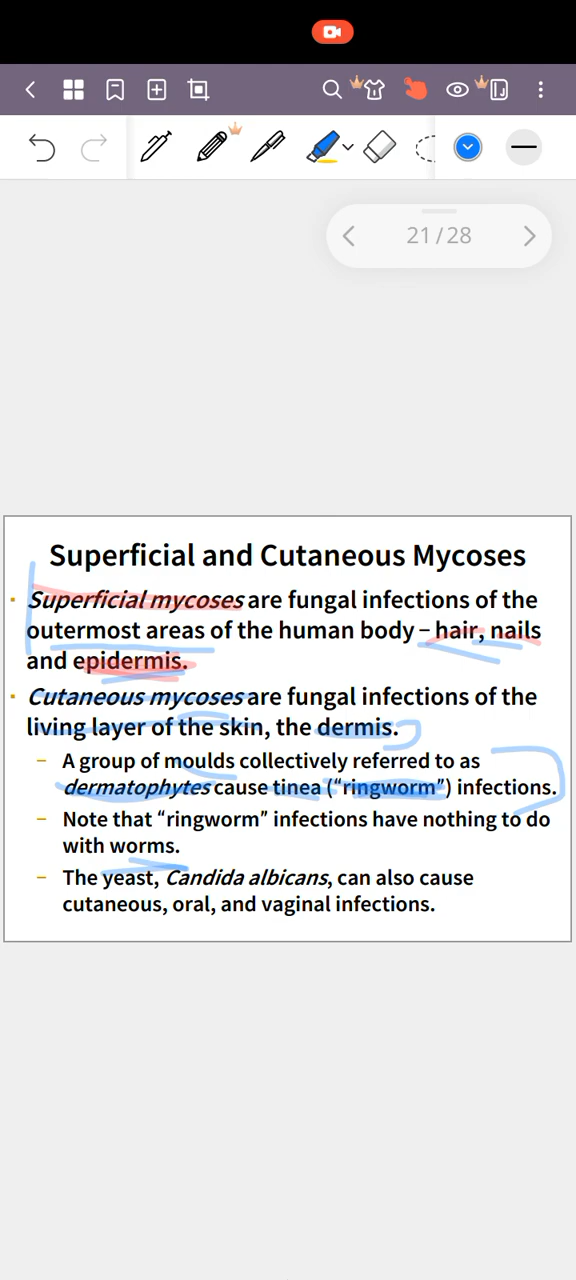 21/28
Superficial and Cutaneous Mycoses
▪ Superficial mycoses are fungal infections of the
outermost areas of the human body – hair, nails
and epidermis.
▪ Cutaneous mycoses are fungal infections of the
living layer of the skin, the dermis.
– A group of moulds collectively referred to as
dermatophytes cause tinea (“ringworm”) infections.
– Note that “ringworm” infections have nothing to do
with worms.
– The yeast, Candida albicans, can also cause
cutaneous, oral, and vaginal infections.